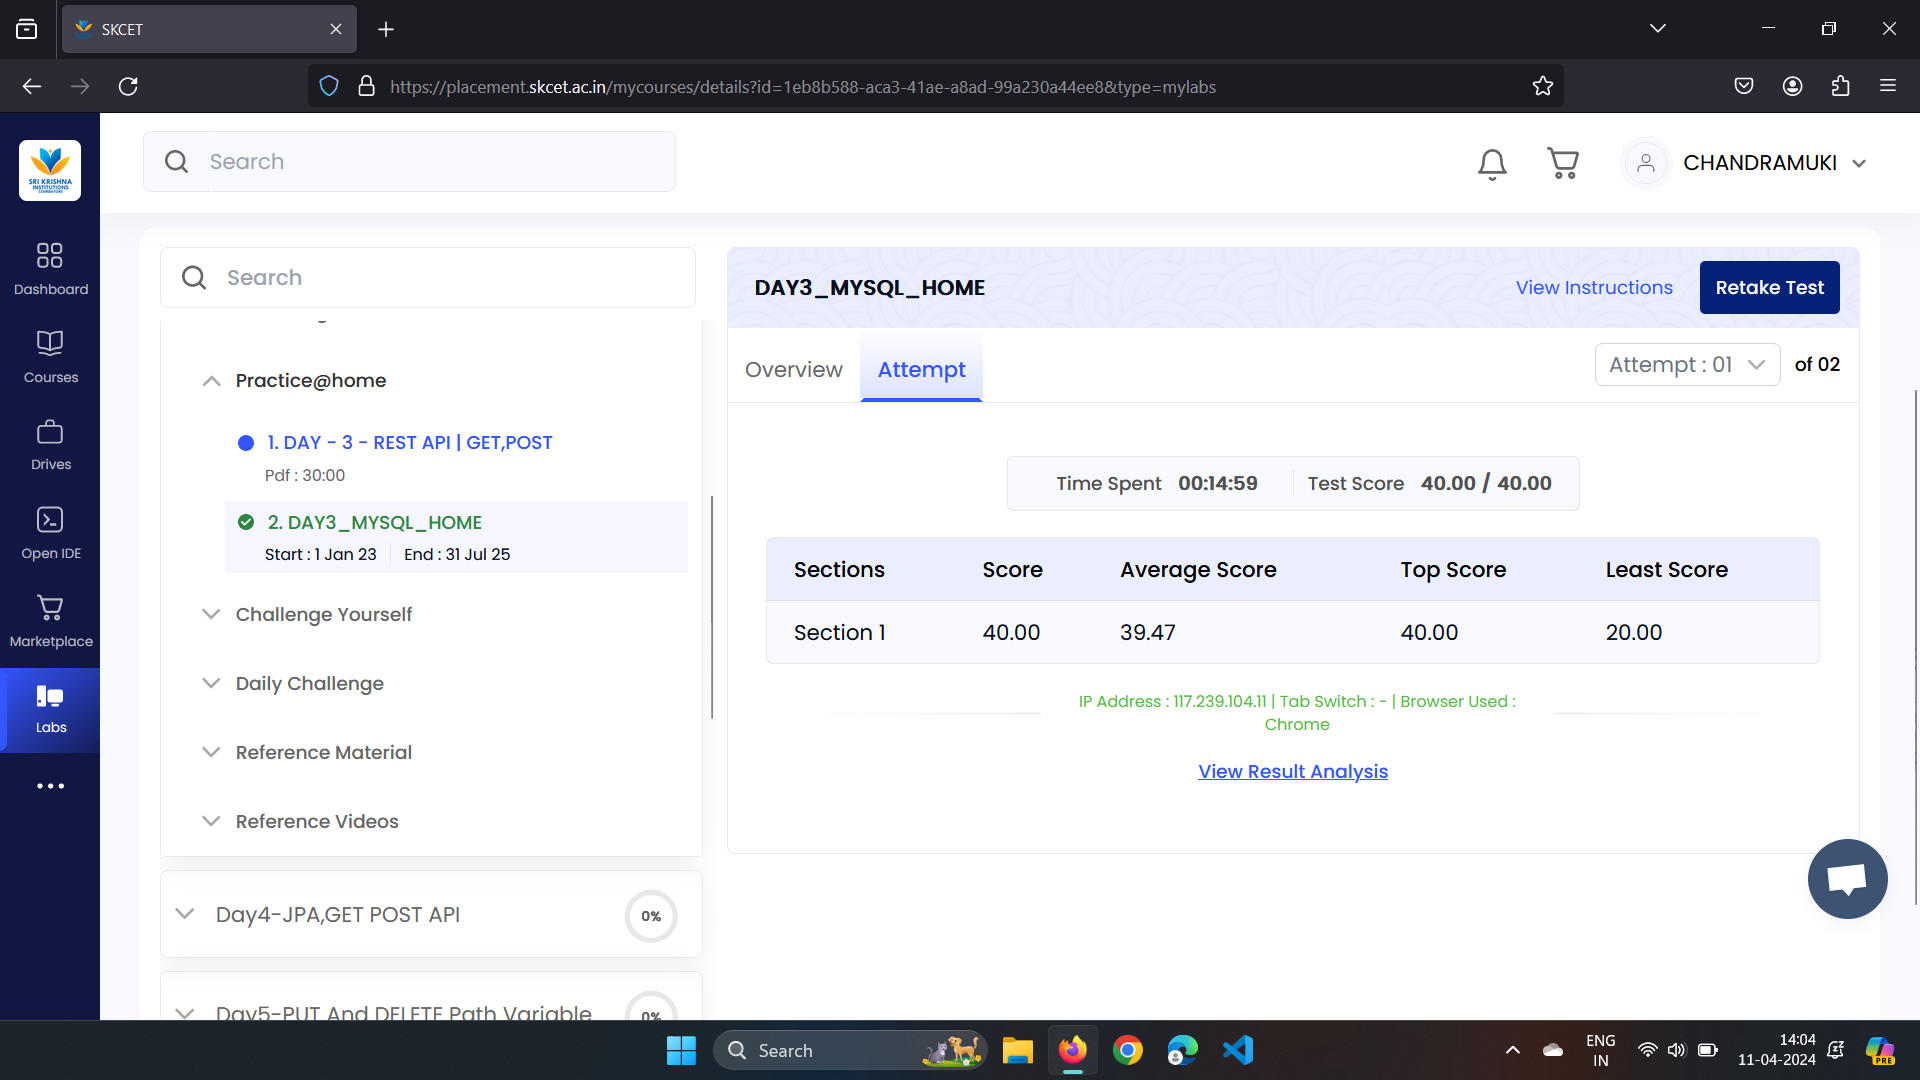 SKCET
https://placement.skcet.ac.in/mycourses/details?id=1eb8b588-aca3-41ae-a8ad-99a230a44ee8&type=mylabs
SRI KRISHNA
INSTITUTIONS
COIMBATORE
Search
CHANDRAMUKI
Dashboard
Courses
Drives
Open IDE
Marketplace
Labs
Search
Practice@home
1. DAY - 3 - REST API | GET,POST
Pdf : 30:00
2. DAY3_MYSQL_HOME
Start : 1 Jan 23 End : 31 Jul 25
Challenge Yourself
Daily Challenge
Reference Material
Reference Videos
Day4-JPA,GET POST API 0%
Day5-PUT And DELETE Path Variable 0%
DAY3_MYSQL_HOME View Instructions Retake Test
Overview Attempt Attempt : 01 of 02
Time Spent 00:14:59 Test Score 40.00 / 40.00
Sections Score Average Score Top Score Least Score
Section 1 40.00 39.47 40.00 20.00
IP Address : 117.239.104.11 | Tab Switch : - | Browser Used :
Chrome
View Result Analysis
Search
ENG
IN
14:04
11-04-2024
PRE